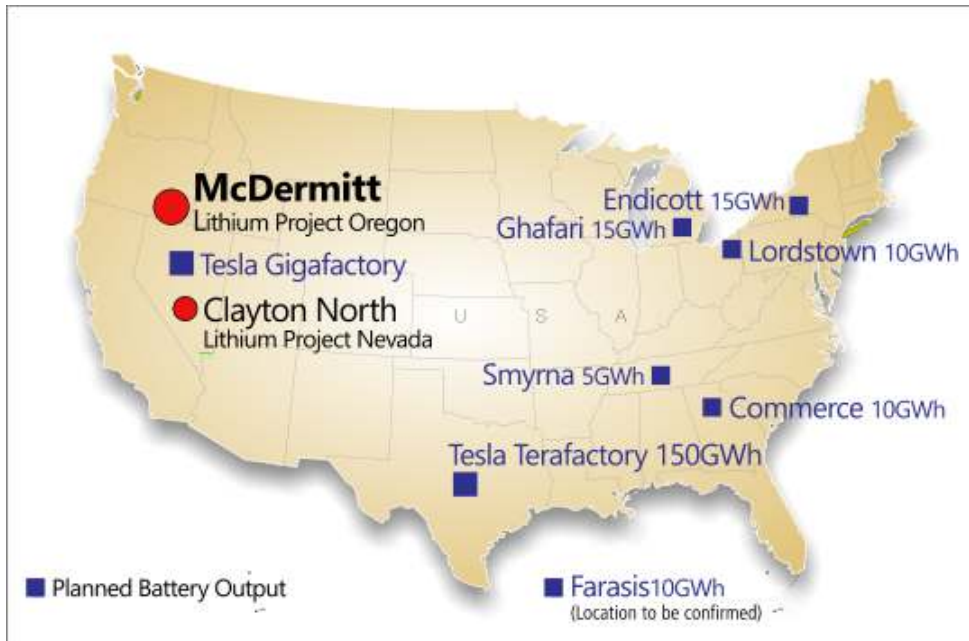 McDermitt
Lithium Project Oregon
Endicott 15GWh
Ghafari 15GWh
Lordstown 10GWh
Tesla Gigafactory
Clayton North
Lithium Project Nevada
U S A
Smyrna 5GWh
Commerce 10GWh
Tesla Terafactory 150GWh
Planned Battery Output
Farasis10GWh
(Location to be confirmed)